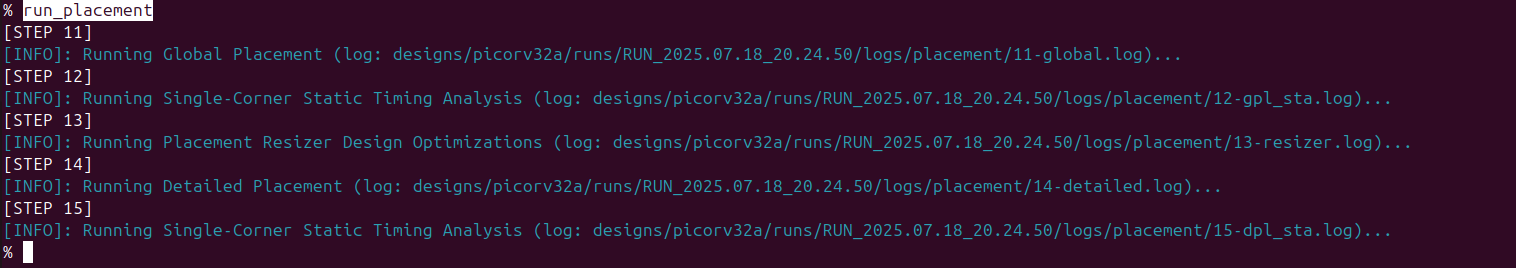 % run_placement
[STEP 11]
[INFO]: Running Global Placement (log: designs/picorv32a/runs/RUN_2025.07.18_20.24.50/logs/placement/11-global.log)...
[STEP 12]
[INFO]: Running Single-Corner Static Timing Analysis (log: designs/picorv32a/runs/RUN_2025.07.18_20.24.50/logs/placement/12-gpl_sta.log)...
[STEP 13]
[INFO]: Running Placement Resizer Design Optimizations (log: designs/picorv32a/runs/RUN_2025.07.18_20.24.50/logs/placement/13-resizer.log)...
[STEP 14]
[INFO]: Running Detailed Placement (log: designs/picorv32a/runs/RUN_2025.07.18_20.24.50/logs/placement/14-detailed.log)...
[STEP 15]
[INFO]: Running Single-Corner Static Timing Analysis (log: designs/picorv32a/runs/RUN_2025.07.18_20.24.50/logs/placement/15-dpl_sta.log)...
%